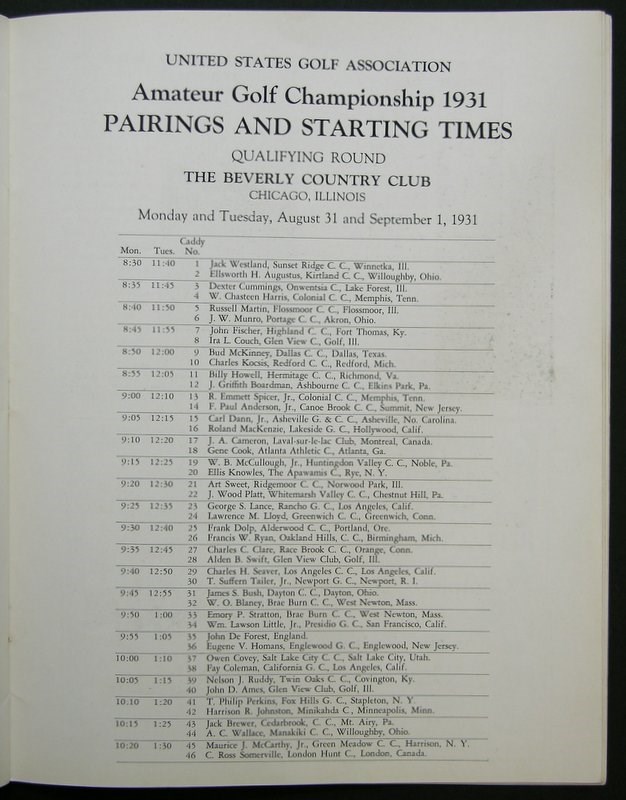 UNITED STATES GOLF ASSOCIATION
Amateur Golf Championship 1931
PAIRINGS AND STARTING TIMES
QUALIFYING ROUND
THE BEVERLY COUNTRY CLUB
CHICAGO, ILLINOIS
Monday and Tuesday, August 31 and September 1, 1931
Mon. Tues. Caddy No.
8:30 11:40 1 Jack Westland, Sunset Ridge C. C., Winnetka, Ill.
2 Ellsworth H. Augustus, Kirtland C. C., Willoughby, Ohio.
8:35 11:45 3 Dexter Cummings, Onwentsia C., Lake Forest, Ill.
4 W. Chasteen Harris, Colonial C. C., Memphis, Tenn.
8:40 11:50 5 Russell Martin, Flossmoor C. C., Flossmoor, Ill.
6 J. W. Munro, Portage C. C., Akron, Ohio.
8:45 11:55 7 John Fischer, Highland C. C., Fort Thomas, Ky.
8 Ira L. Couch, Glen View C., Golf, Ill.
8:50 12:00 9 Bud McKinney, Dallas C. C., Dallas, Texas.
10 Charles Kocsis, Redford C. C., Redford, Mich.
8:55 12:05 11 Billy Howell, Hermitage C. C., Richmond, Va.
12 J. Griffith Boardman, Ashbourne C. C., Elkins Park, Pa.
9:00 12:10 13 R. Emmett Spicer, Jr., Colonial C. C., Memphis, Tenn.
14 F. Paul Anderson, Jr., Canoe Brook C. C., Summit, New Jersey.
9:05 12:15 15 Carl Dann, Jr., Asheville G. & C. C., Asheville, No. Carolina.
16 Roland MacKenzie, Lakeside G. C., Hollywood, Calif.
9:10 12:20 17 J. A. Cameron, Laval-sur-le-lac Club, Montreal, Canada.
18 Gene Cook, Atlanta Athletic C., Atlanta, Ga.
9:15 12:25 19 W. B. McCullough, Jr., Huntingdon Valley C. C., Noble, Pa.
20 Ellis Knowles, The Apawamis C., Rye, N. Y.
9:20 12:30 21 Art Sweet, Ridgemoor C. C., Norwood Park, Ill.
22 J. Wood Platt, Whitemarsh Valley C. C., Chestnut Hill, Pa.
9:25 12:35 23 George S. Lance, Rancho G. C., Los Angeles, Calif.
24 Lawrence M. Lloyd, Greenwich C. C., Greenwich, Conn.
9:30 12:40 25 Frank Dolp, Alderwood C. C., Portland, Ore.
26 Francis W. Ryan, Oakland Hills, C. C., Birmingham, Mich.
9:35 12:45 27 Charles C. Clare, Race Brook C. C., Orange, Conn.
28 Alden B. Swift, Glen View Club, Golf, Ill.
9:40 12:50 29 Charles H. Seaver, Los Angeles C. C., Los Angeles, Calif.
30 T. Suffern Tailer, Jr., Newport G. C., Newport, R. I.
9:45 12:55 31 James S. Bush, Dayton C. C., Dayton, Ohio.
32 W. O. Blaney, Brae Burn C. C., West Newton, Mass.
9:50 1:00 33 Emory P. Stratton, Brae Burn C. C., West Newton, Mass.
34 Wm. Lawson Little, Jr., Presidio G. C., San Francisco, Calif.
9:55 1:05 35 John De Forest, England.
36 Eugene V. Homans, Englewood G. C., Englewood, New Jersey.
10:00 1:10 37 Owen Covey, Salt Lake City C. C., Salt Lake City, Utah.
38 Fay Coleman, California G. C., Los Angeles, Calif.
10:05 1:15 39 Nelson J. Ruddy, Twin Oaks C. C., Covington, Ky.
40 John D. Ames, Glen View Club, Golf, Ill.
10:10 1:20 41 T. Philip Perkins, Fox Hills G. C., Stapleton, N. Y.
42 Harrison R. Johnston, Minikahda C., Minneapolis, Minn.
10:15 1:25 43 Jack Brewer, Cedarbrook, C. C., Mt. Airy, Pa.
44 A. C. Wallace, Manakiki C. C., Willoughby, Ohio.
10:20 1:30 45 Maurice J. McCarthy, Jr., Green Meadow C. C., Harrison, N. Y.
46 C. Ross Somerville, London Hunt C., London, Canada.